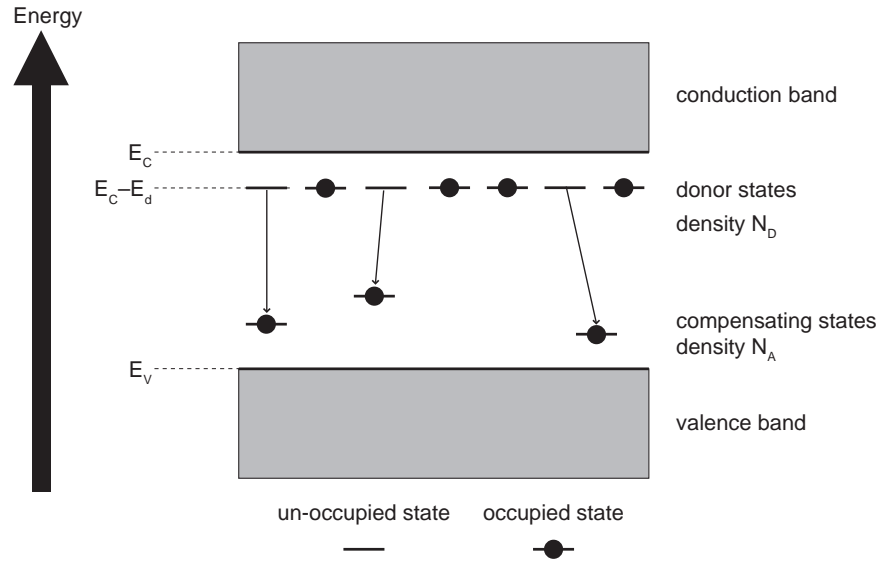 Energy
conduction band
E_C
E_C–E_d
donor states
density N_D
compensating states
density N_A
E_V
valence band
un-occupied state occupied state